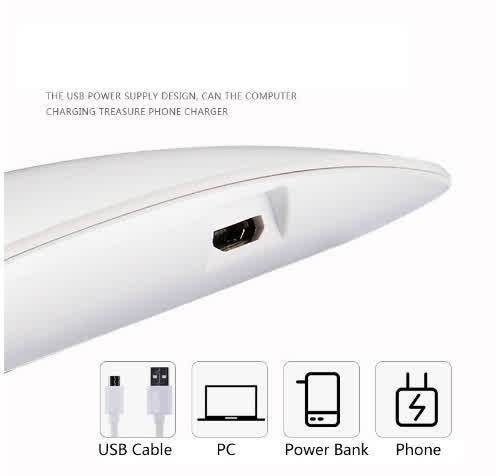 THE USB POWER SUPPLY DESIGN, CAN THE COMPUTER
CHARGING TREASURE PHONE CHARGER
USB Cable
PC
Power Bank
Phone